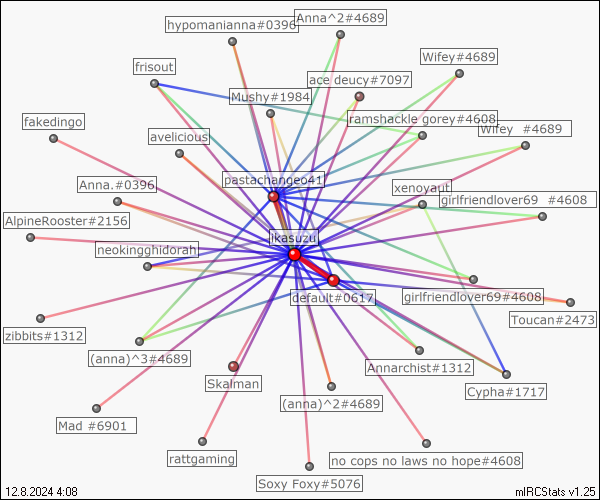 Anna^2#4689
hypomanianna#0396
Wifey#4689
frisout
ace deucy#7097
Mushy#1984
fakedingo
ramshackle gorey#4608
Wifey #4689
avelicious
pastachangeo41
Anna.#0396
xenoyaut
girlfriendlover69 #4608
AlpineRooster#2156
ikasuzu
neokingghidorah
default#0617
girlfriendlover69#4608
Toucan#2473
zibbits#1312
(anna)^3#4689
Annarchist#1312
Skalman
Cypha#1717
(anna)^2#4689
Mad #6901
rattgaming
no cops no laws no hope#4608
Soxy Foxy#5076
12.8.2024 4:08
mIRCStats v1.25